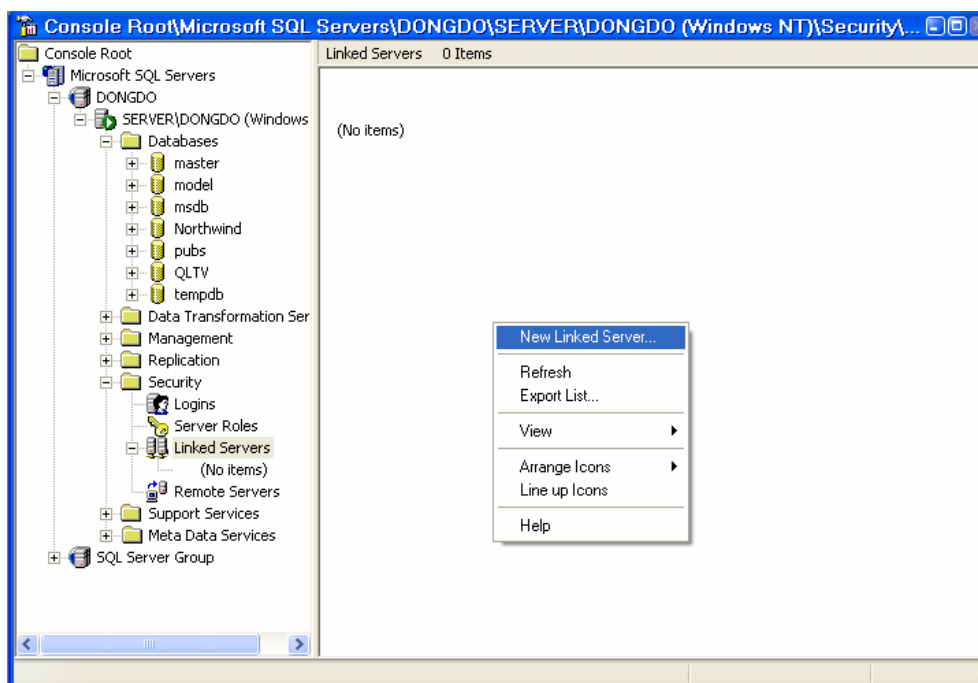 Console Root\Microsoft SQL Servers\DONGDO\SERVER\DONGDO (Windows NT)\Security\...
Console Root
Microsoft SQL Servers
DONGDO
SERVER\DONGDO (Windows
Databases
master
model
msdb
Northwind
pubs
QLTV
tempdb
Data Transformation Ser
Management
Replication
Security
Logins
Server Roles
Linked Servers
(No items)
Remote Servers
Support Services
Meta Data Services
SQL Server Group
Linked Servers 0 Items
(No items)
New Linked Server...
Refresh
Export List...
View
Arrange Icons
Line up Icons
Help